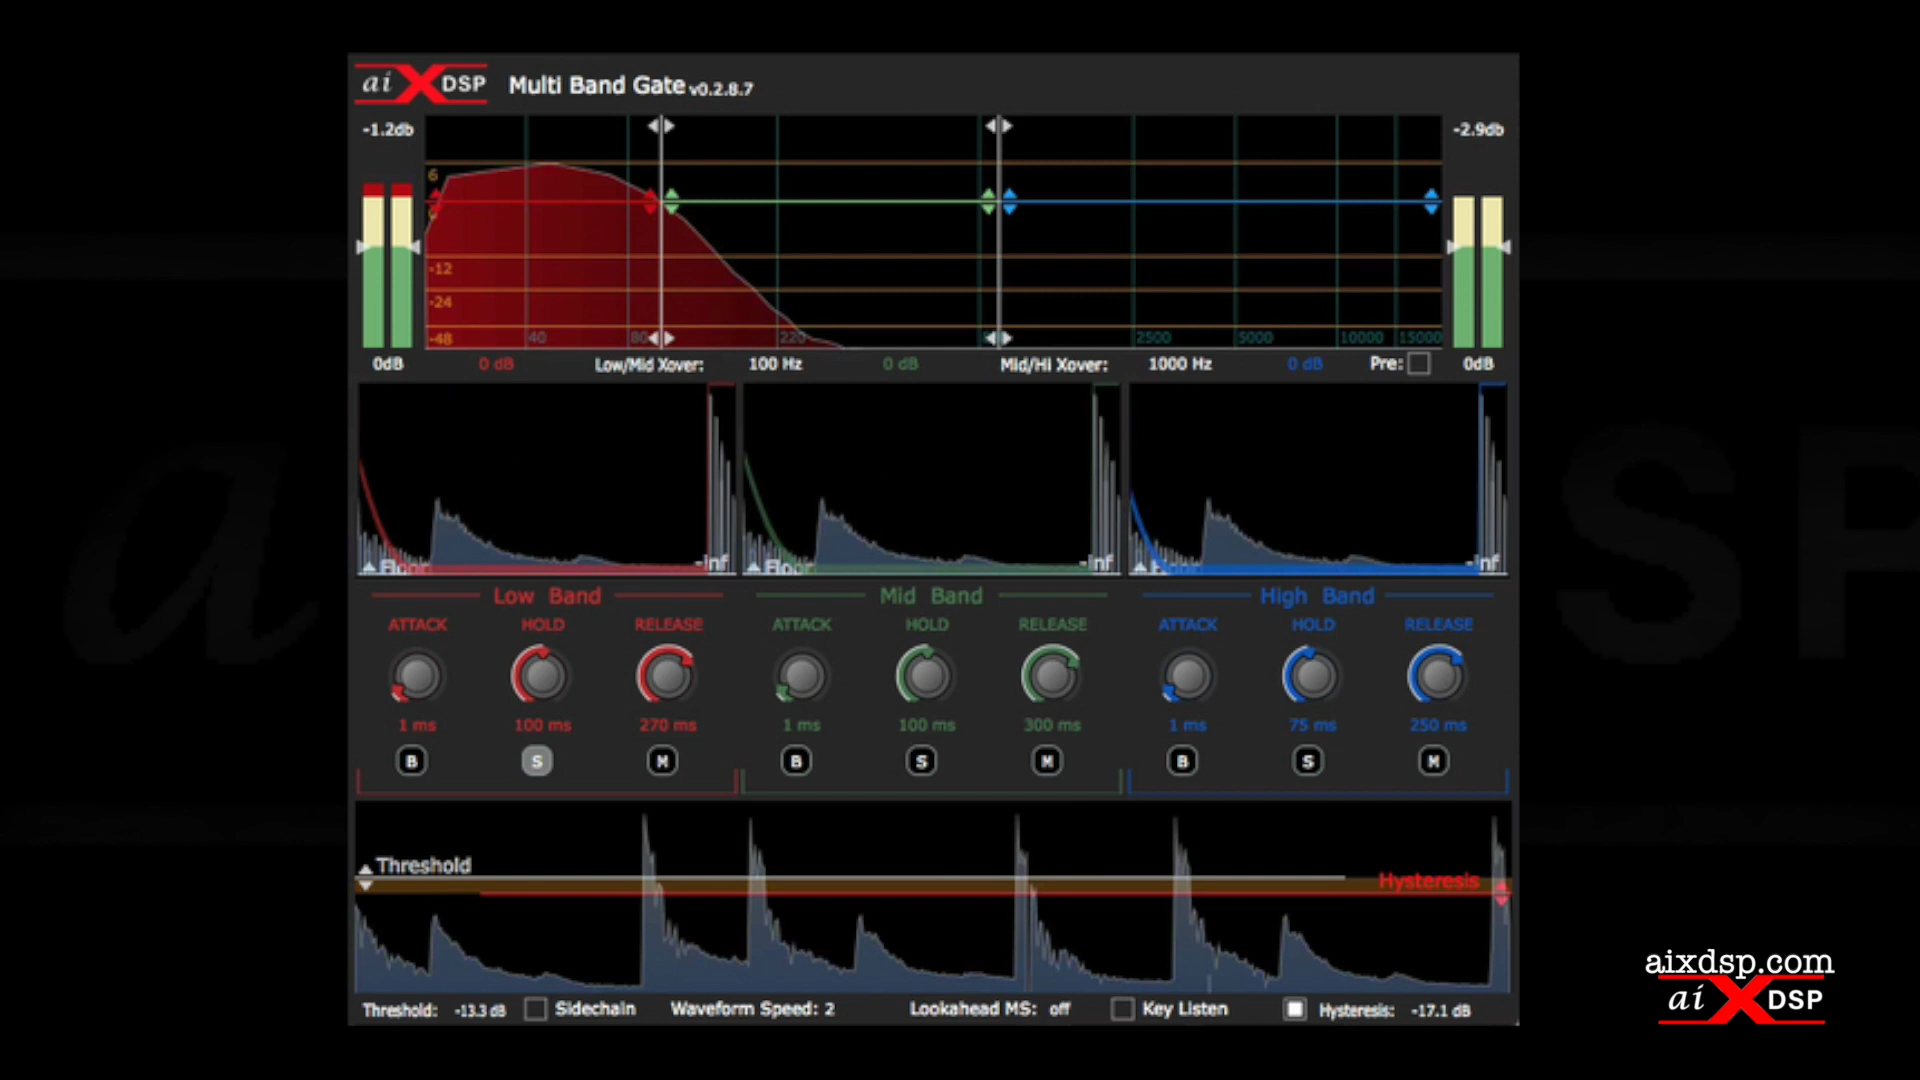 ai X DSP Multi Band Gate v0.2.8.7
-1.2db -2.9db
6
0
-12
-24
-48 40 80 220 2500 5000 10000 15000
0dB 0 dB Low/Mid Xover: 100 Hz 0 dB Mid/Hi Xover: 1000 Hz 0 dB Pre: 0dB
Floor -inf Floor -inf -inf
Low Band Mid Band High Band
ATTACK HOLD RELEASE ATTACK HOLD RELEASE ATTACK HOLD RELEASE
1 ms 100 ms 270 ms 1 ms 100 ms 300 ms 1 ms 75 ms 250 ms
B S M B S M B S M
Threshold
Hysteresis
Threshold: -13.3 dB Sidechain Waveform Speed: 2 Lookahead MS: off Key Listen Hysteresis: -17.1 dB
aixdsp.com
ai X DSP
a SP